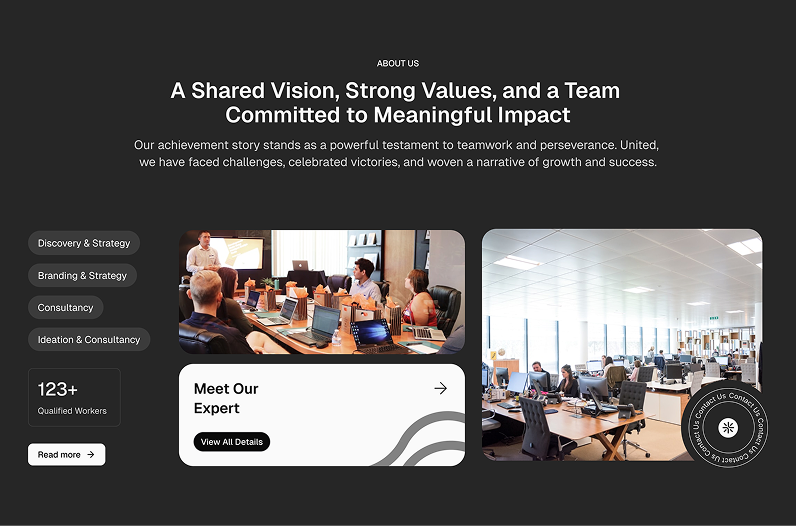 ABOUT US
A Shared Vision, Strong Values, and a Team
Committed to Meaningful Impact
Our achievement story stands as a powerful testament to teamwork and perseverance. United,
we have faced challenges, celebrated victories, and woven a narrative of growth and success.
Discovery & Strategy
Branding & Strategy
Consultancy
Ideation & Consultancy
123+
Qualified Workers
Read more
Meet Our
Expert
View All Details
Contact Us Contact Us Contact Us Contact Us Contact Us